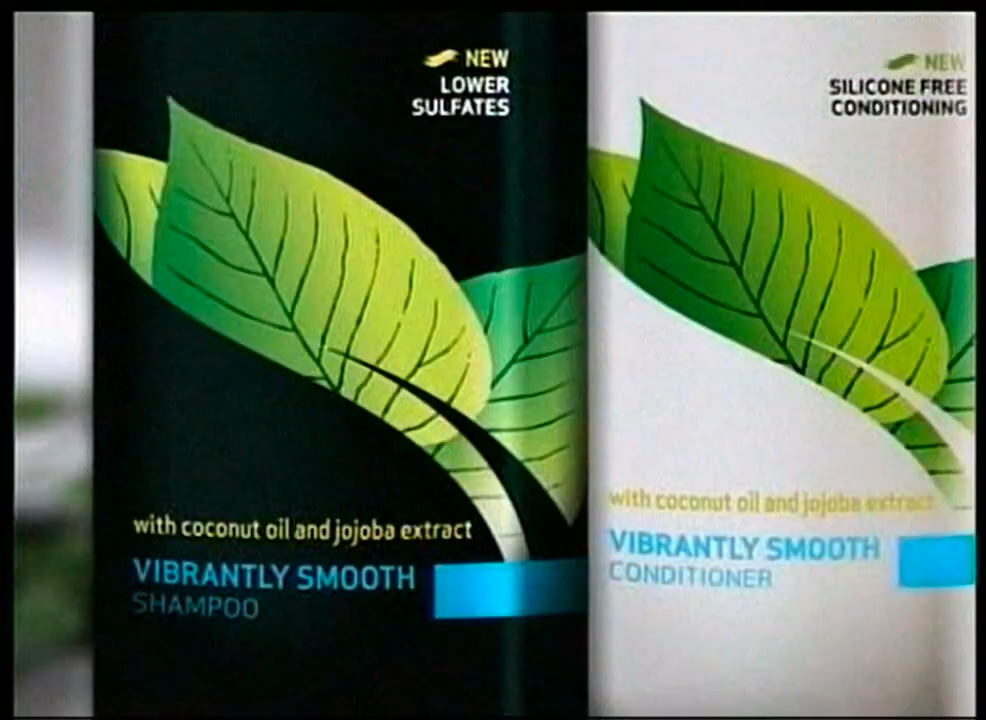 NEW
LOWER
SULFATES
with coconut oil and jojoba extract
VIBRANTLY SMOOTH
SHAMPOO
NEW
SILICONE FREE
CONDITIONING
with coconut oil and jojoba extract
VIBRANTLY SMOOTH
CONDITIONER